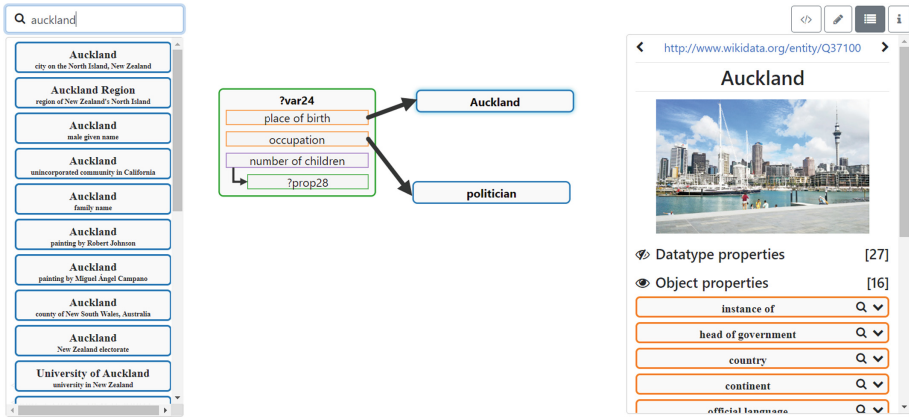 auckland
Auckland
city on the North Island, New Zealand
Auckland Region
region of New Zealand's North Island
Auckland
male given name
Auckland
unincorporated community in California
Auckland
family name
Auckland
painting by Robert Johnson
Auckland
painting by Miguel Ángel Campano
Auckland
county of New South Wales, Australia
Auckland
New Zealand electorate
University of Auckland
university in New Zealand
?var24
place of birth
occupation
number of children
?prop28
Auckland
politician
</>
i
http://www.wikidata.org/entity/Q37100
Auckland
Datatype properties [27]
Object properties [16]
instance of
head of government
country
continent
official language